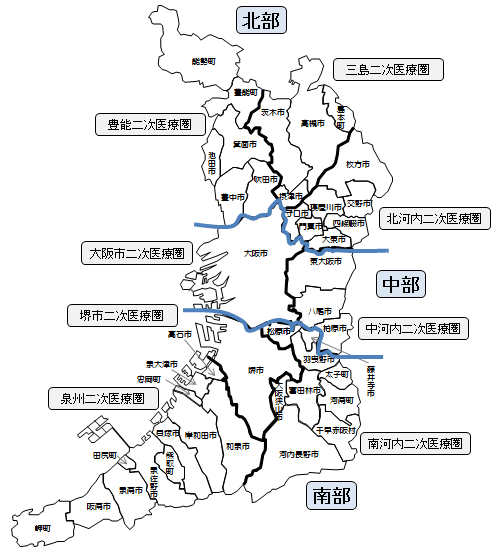 北部
三島二次医療圏
能勢町
豊能町
茨木市
高槻市
島本町
豊能二次医療圏
箕面市
池田市
枚方市
吹田市
豊中市
摂津市
寝屋川市
交野市
守口市
門真市
四條畷市
北河内二次医療圏
大東市
大阪市二次医療圏
大阪市
東大阪市
中部
堺市二次医療圏
八尾市
中河内二次医療圏
高石市
松原市
柏原市
泉大津市
羽曳野市
藤井寺市
忠岡町
堺市
太子町
泉州二次医療圏
大阪狭山市
富田林市
河南町
貝塚市
岸和田市
和泉市
千早赤阪村
南河内二次医療圏
田尻町
熊取町
河内長野市
泉佐野市
泉南市
南部
阪南市
岬町